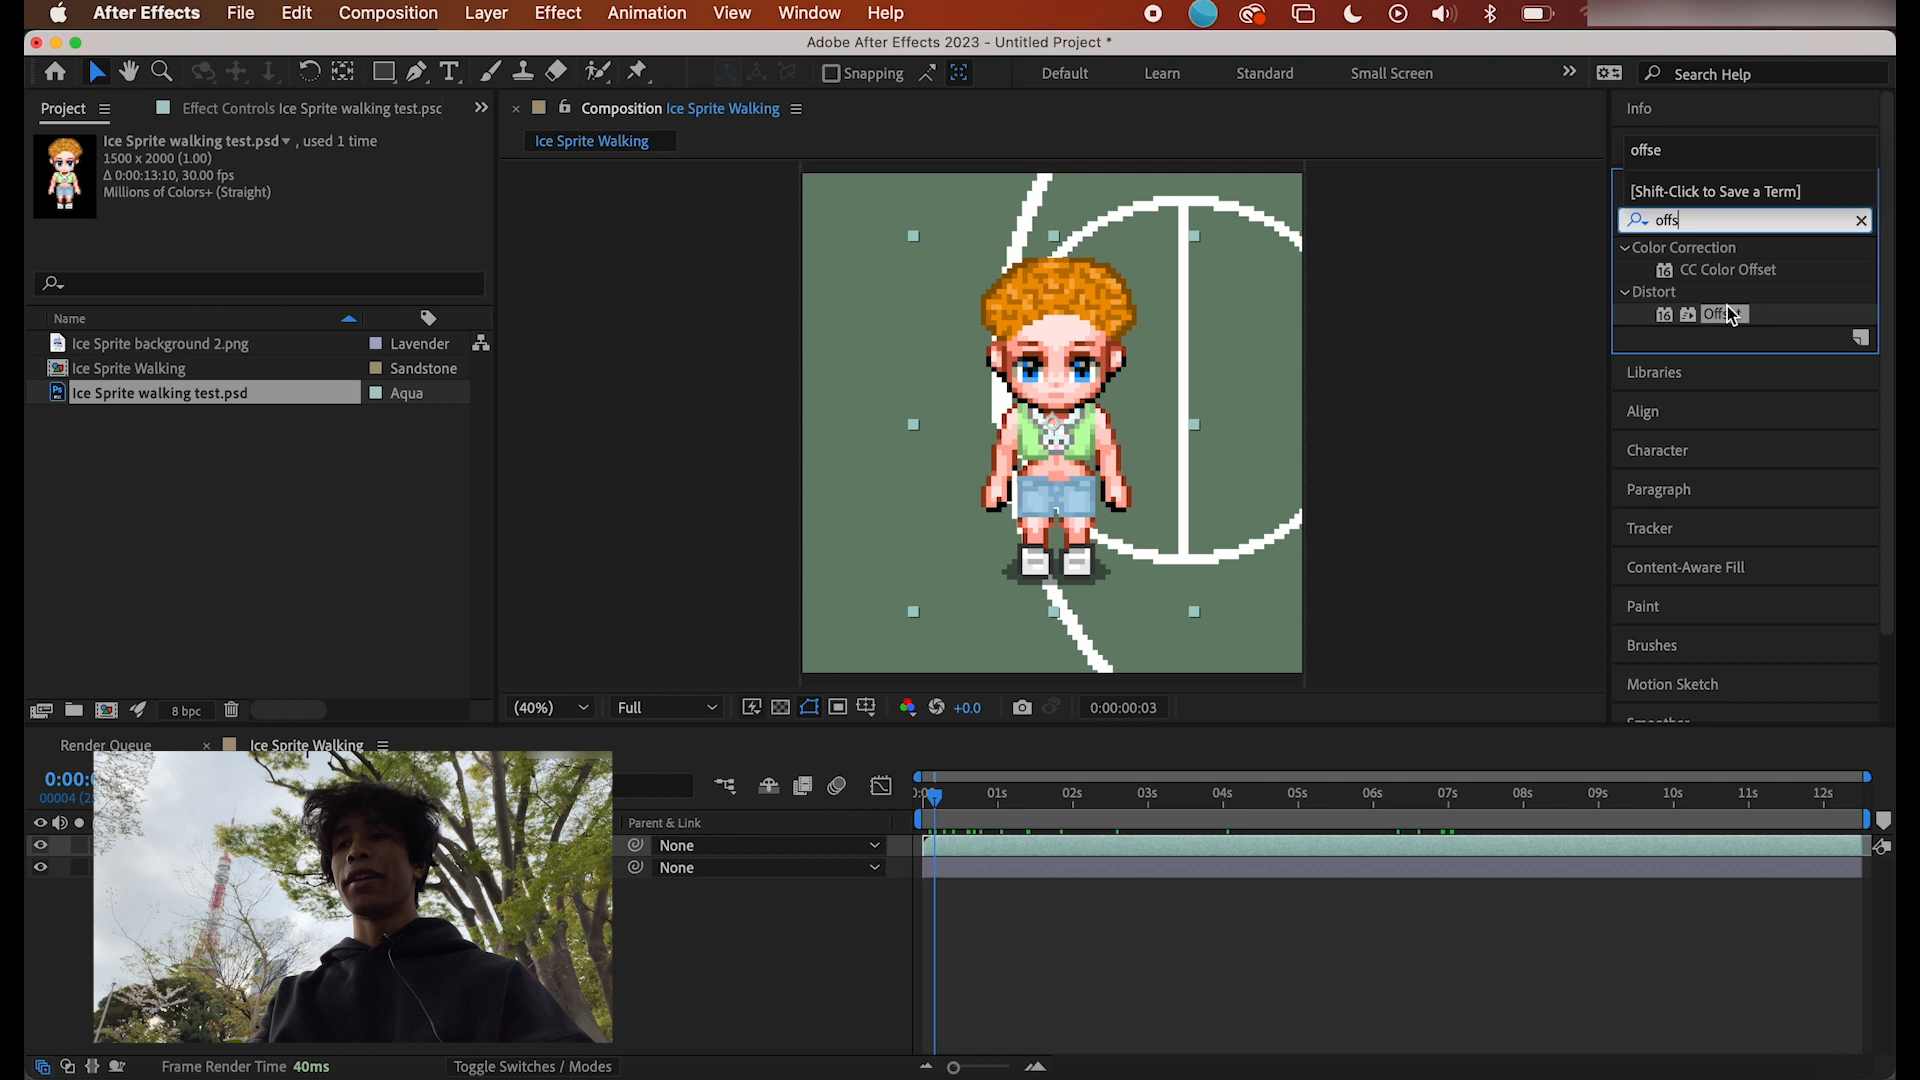 After Effects File Edit Composition Layer Effect Animation View Window Help
Adobe After Effects 2023 - Untitled Project *
Snapping Default Learn Standard Small Screen Search Help
Project Effect Controls Ice Sprite walking test.psc Composition Ice Sprite Walking Info
Ice Sprite walking test.psd , used 1 time
1500 x 2000 (1.00)
Δ 0:00:13:10, 30.00 fps
Millions of Colors+ (Straight)
Ice Sprite Walking
offse
[Shift-Click to Save a Term]
offs
Color Correction
16 CC Color Offset
Distort
16
Name
Ice Sprite background 2.png Lavender
Ice Sprite Walking Sandstone
Ps Ice Sprite walking test.psd Aqua
Libraries
Align
Character
Paragraph
Tracker
Content-Aware Fill
Paint
Brushes
Motion Sketch
8 bpc
(40%) Full +0.0 0:00:00:03
Render Queue Ice Sprite Walking
01s 02s 03s 04s 05s 06s 07s 08s 09s 10s 11s 12s
Parent & Link
None
None
Frame Render Time 40ms Toggle Switches / Modes